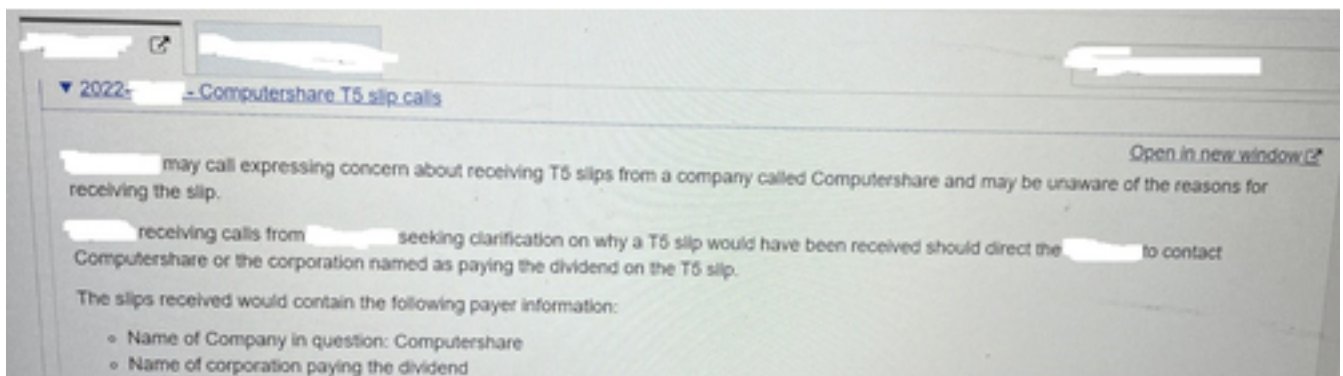 ▼ 2022- - Computershare T5 slip calls
Open in new window
may call expressing concern about receiving T5 slips from a company called Computershare and may be unaware of the reasons for
receiving the slip.
receiving calls from seeking clarification on why a T5 slip would have been received should direct the to contact
Computershare or the corporation named as paying the dividend on the T5 slip.
The slips received would contain the following payer information:
◦ Name of Company in question: Computershare
◦ Name of corporation paying the dividend